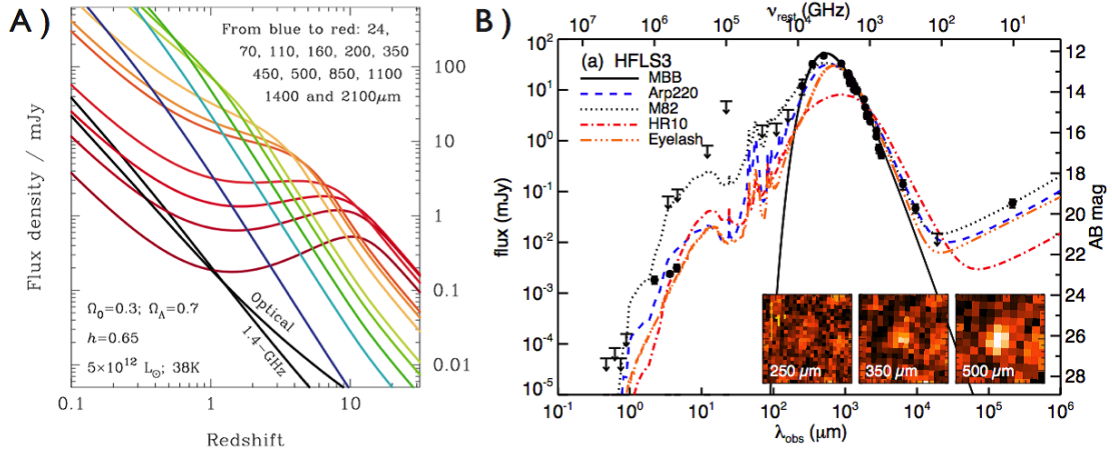 A)
From blue to red: 24,
70, 110, 160, 200, 350
450, 500, 850, 1100
1400 and 2100μm
Flux density / mJy
100
10
1
0.1
0.01
Optical
1.4-GHz
Ω₀=0.3; Ω_Λ=0.7
h=0.65
5×10¹² L⊙; 38K
0.1
1
10
Redshift
B)
ν_rest (GHz)
10⁷
10⁶
10⁵
10⁴
10³
10²
10¹
(a) HFLS3
MBB
Arp220
M82
HR10
Eyelash
flux (mJy)
10²
10¹
10⁰
10⁻¹
10⁻²
10⁻³
10⁻⁴
10⁻⁵
AB mag
12
14
16
18
20
22
24
26
28
1'
250 μm
350 μm
500 μm
10⁻¹
10⁰
10¹
10²
10³
10⁴
10⁵
10⁶
λ_obs (μm)